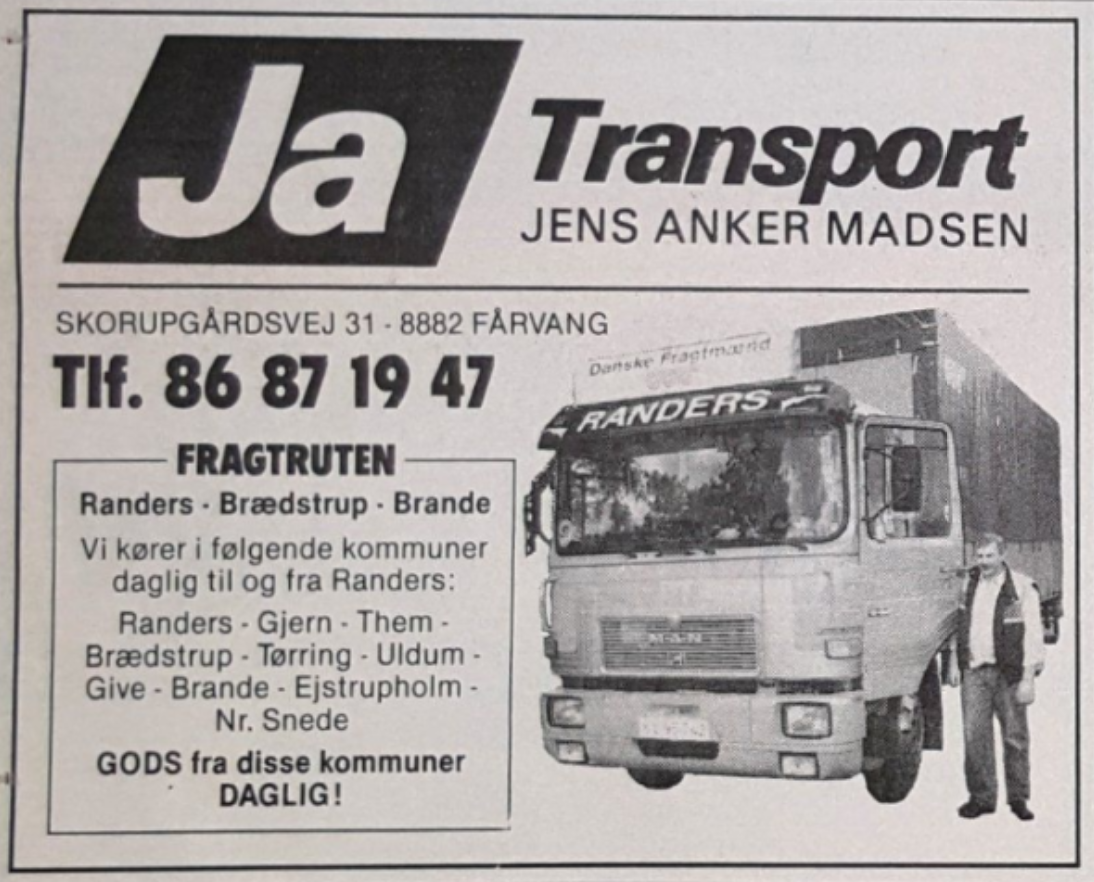 Ja
Transport
JENS ANKER MADSEN
SKORUPGÅRDSVEJ 31 - 8882 FÅRVANG
Tlf. 86 87 19 47
Danske Fragtmænd
RANDERS
MAN
FRAGTRUTEN
Randers - Brædstrup - Brande
Vi kører i følgende kommuner
daglig til og fra Randers:
Randers - Gjern - Them -
Brædstrup - Tørring - Uldum -
Give - Brande - Ejstrupholm -
Nr. Snede
GODS fra disse kommuner
DAGLIG!